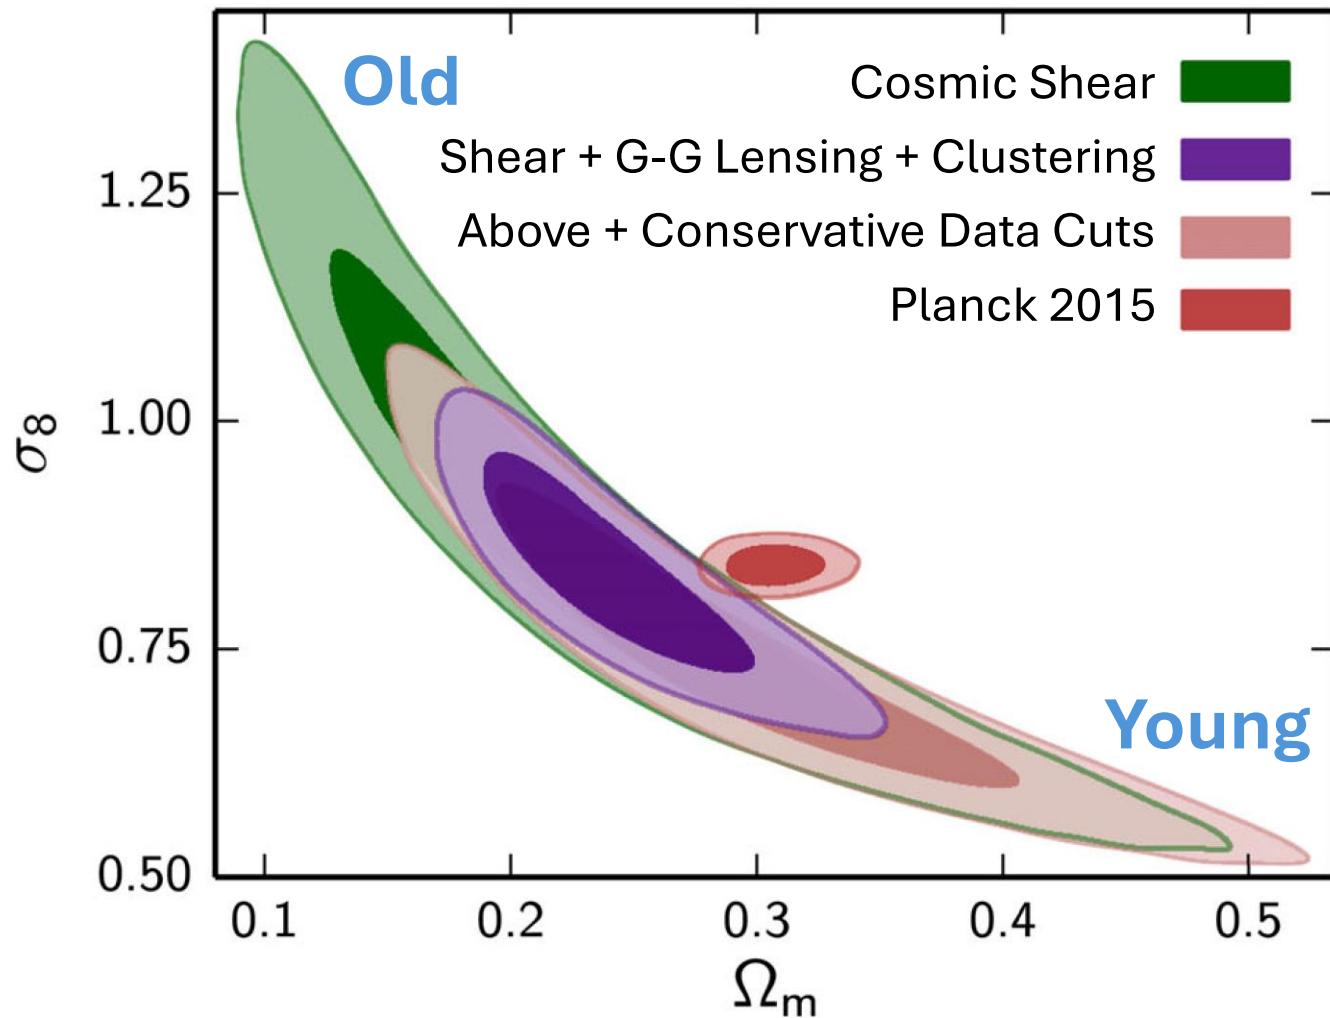 Old
Cosmic Shear
Shear + G-G Lensing + Clustering
Above + Conservative Data Cuts
Planck 2015
Young
1.25
1.00
0.75
0.50
σ₈
0.1 0.2 0.3 0.4 0.5
Ωₘ